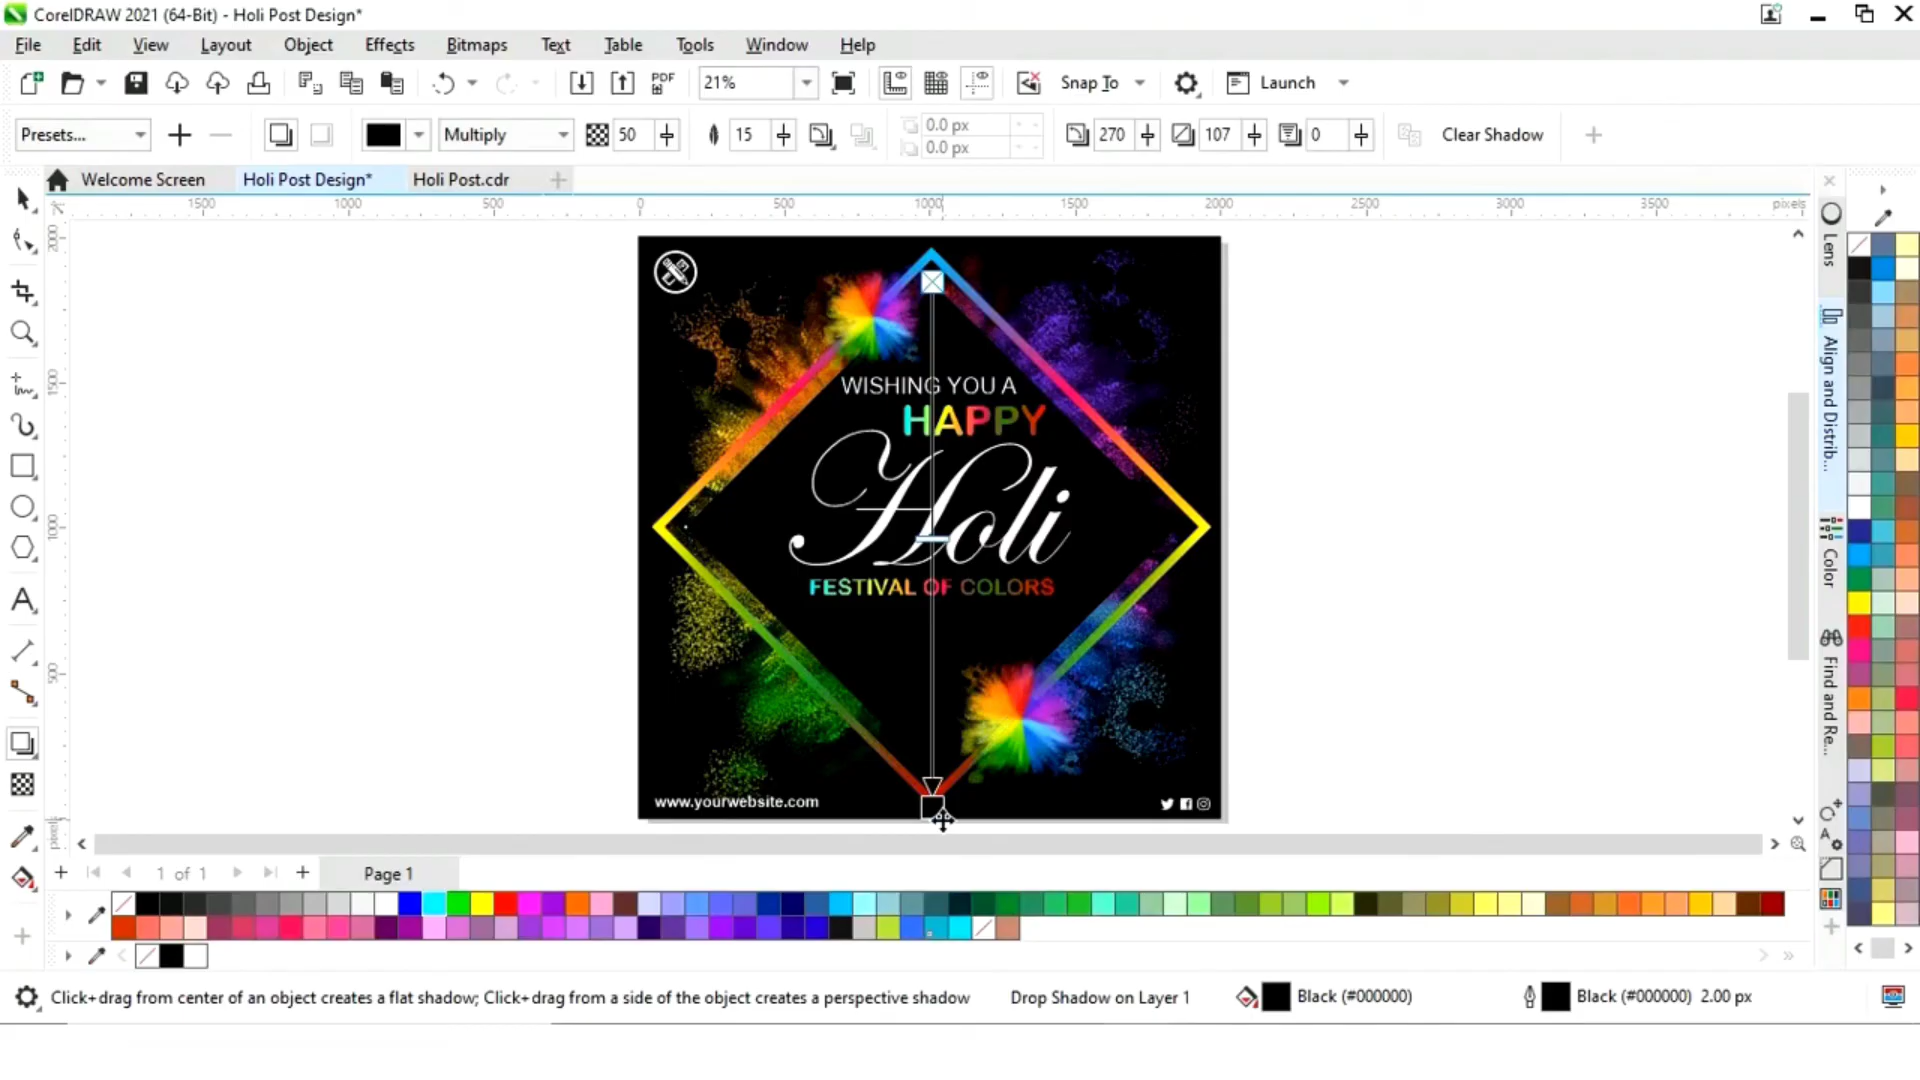 CorelDRAW 2021 (64-Bit) - Holi Post Design*
File Edit View Layout Object Effects Bitmaps Text Table Tools Window Help
PDF 21% Snap To Launch
Presets... Multiply 50 15 0.0 px 270 107 0 Clear Shadow
0.0 px
Welcome Screen Holi Post Design* Holi Post.cdr
1500 1000 500 0 500 1000 1500 2000 2500 3000 3500 pixels
2000
1500
1000
500
WISHING YOU A
HAPPY
Holi
FESTIVAL OF COLORS
www.yourwebsite.com
Lens
Align and Distrib...
Color
Find and Re...
1 of 1 Page 1
Click+drag from center of an object creates a flat shadow; Click+drag from a side of the object creates a perspective shadow Drop Shadow on Layer 1 Black (#000000) Black (#000000) 2.00 px